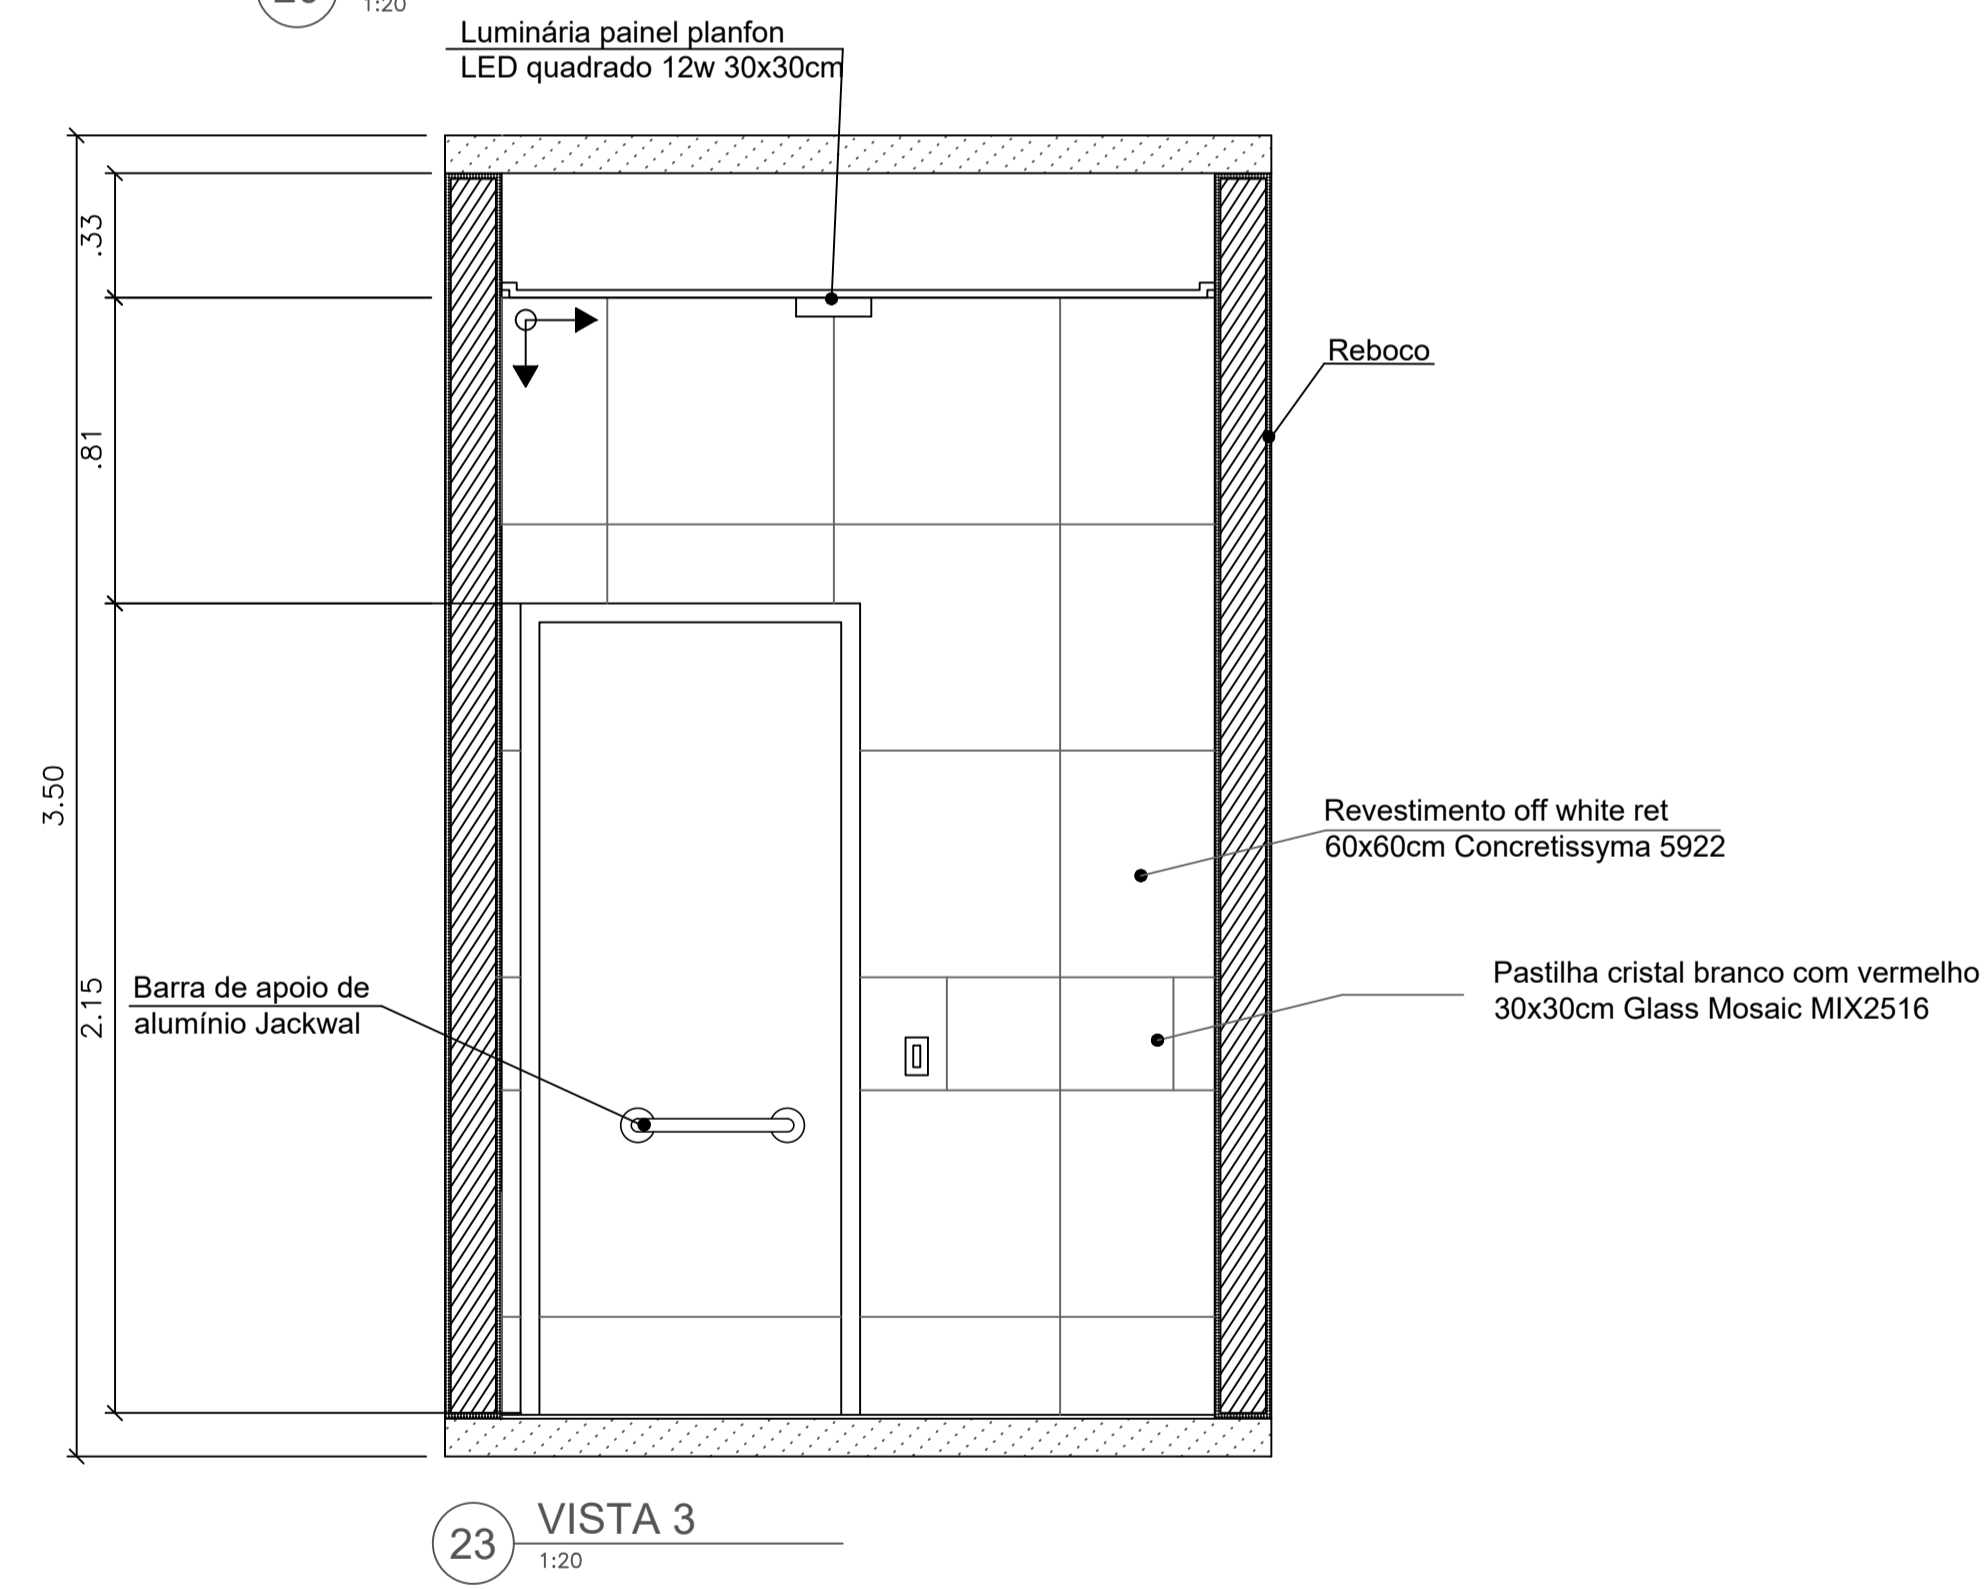 1:20
Luminária painel planfon
LED quadrado 12w 30x30cm
.33
Reboco
.81
3.50
Revestimento off white ret
60x60cm Concretissyma 5922
Pastilha cristal branco com vermelho
30x30cm Glass Mosaic MIX2516
2.15
Barra de apoio de
alumínio Jackwal
23
VISTA 3
1:20